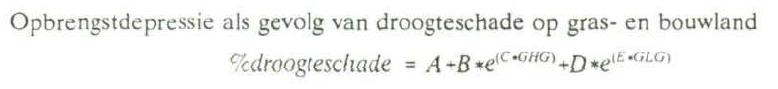 Opbrengstdepressie als gevolg van droogteschade op gras- en bouwland
%droogteschade = A+B*e^(C*GHG)+D*e^(E*GLG)